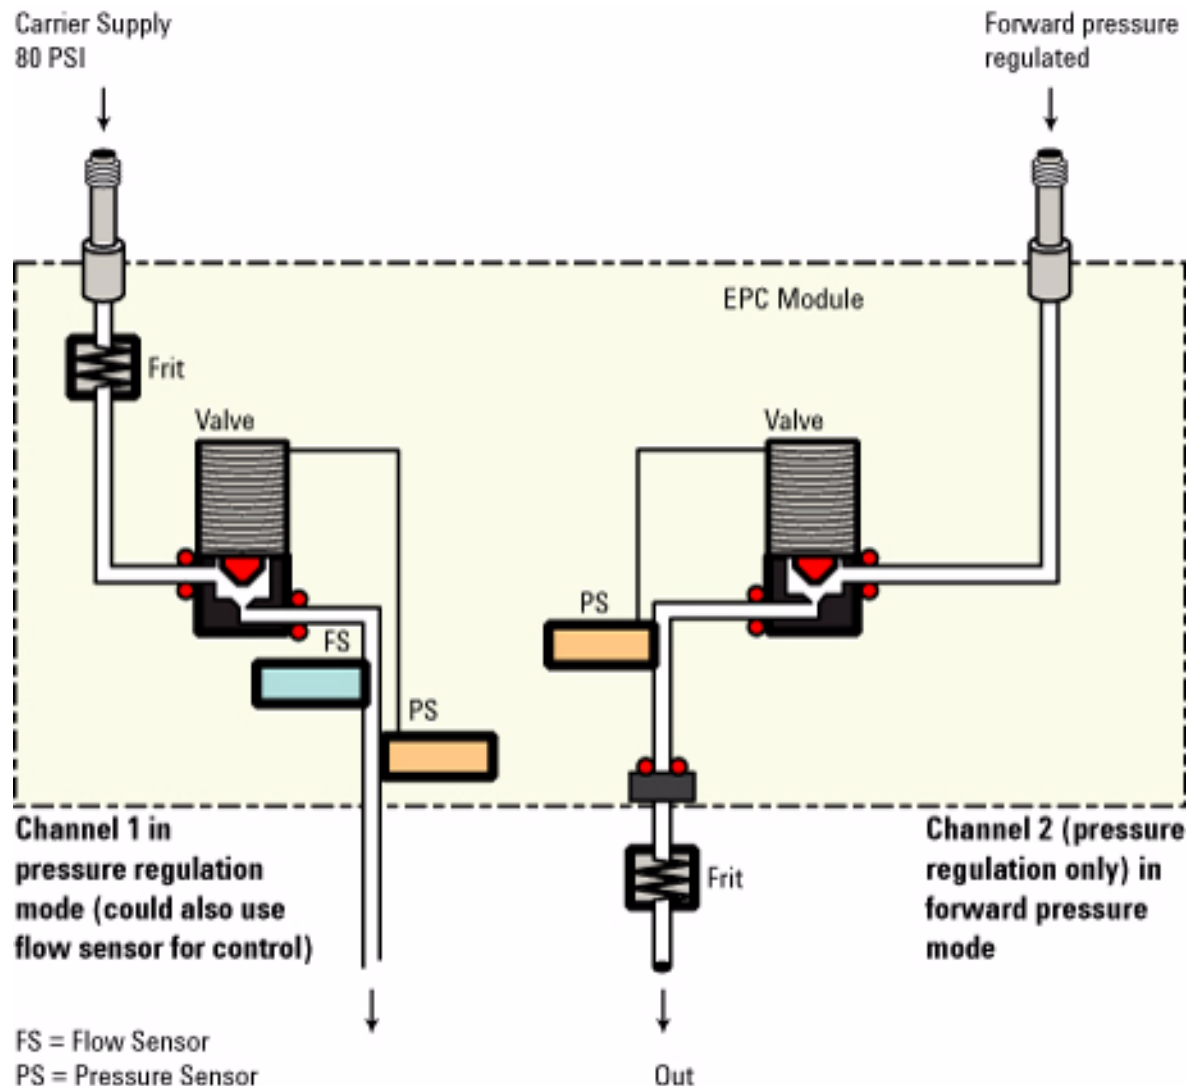 Carrier Supply
80 PSI
Forward pressure
regulated
EPC Module
Frit
Valve
Valve
PS
FS
PS
Channel 1 in
pressure regulation
mode (could also use
flow sensor for control)
Channel 2 (pressure
regulation only) in
forward pressure
mode
Frit
FS = Flow Sensor
PS = Pressure Sensor
Out